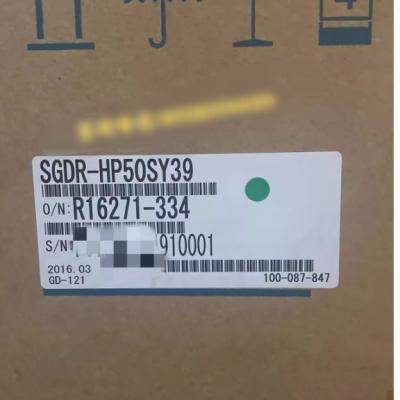 SGDR-HP50SY39
O/N:R16271-334
S/N 910001
2016.03
GD-121
100-087-847